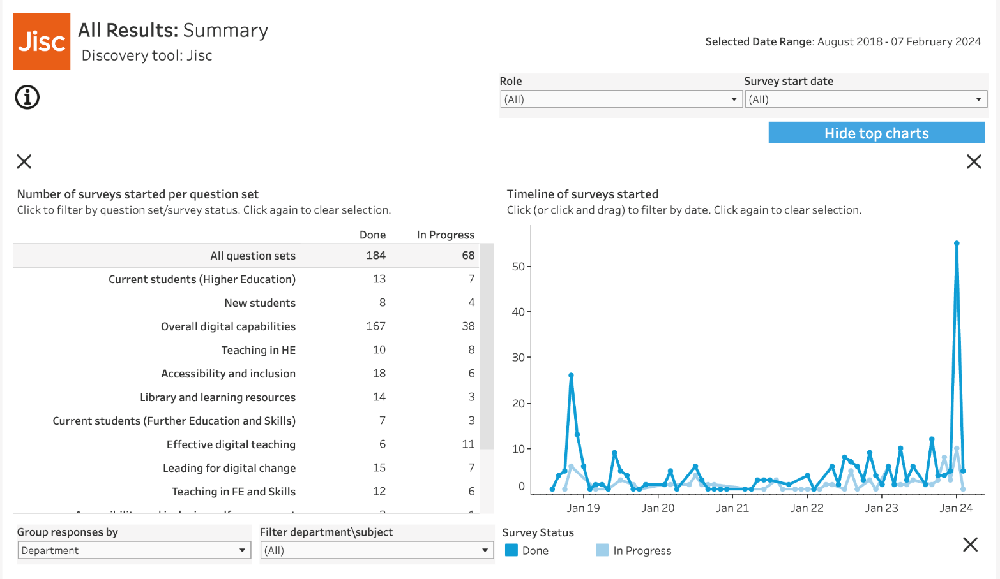 Jisc
All Results: Summary
Discovery tool: Jisc
Selected Date Range: August 2018 - 07 February 2024
Role
Survey start date
(All)
(All)
Hide top charts
Number of surveys started per question set
Click to filter by question set/survey status. Click again to clear selection.
Done In Progress
All question sets 184 68
Current students (Higher Education) 13 7
New students 8 4
Overall digital capabilities 167 38
Teaching in HE 10 8
Accessibility and inclusion 18 6
Library and learning resources 14 3
Current students (Further Education and Skills) 7 3
Effective digital teaching 6 11
Leading for digital change 15 7
Teaching in FE and Skills 12 6
Timeline of surveys started
Click (or click and drag) to filter by date. Click again to clear selection.
50
40
30
20
10
0
Jan 19 Jan 20 Jan 21 Jan 22 Jan 23 Jan 24
Group responses by
Department
Filter department\subject
(All)
Survey Status
Done In Progress